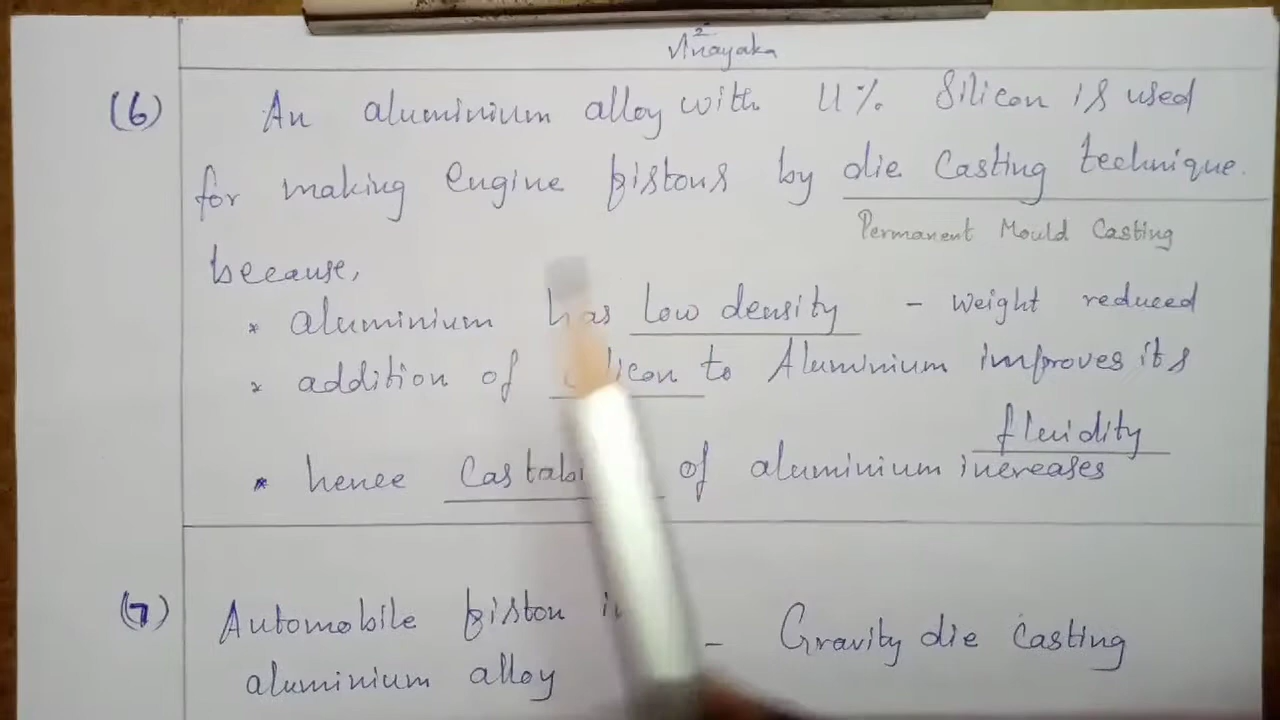 Vinayaka
2
(6) An aluminium alloy with 11% Silicon is used
for making engine pistons by die casting technique.
Permanent Mould Casting
because,
* aluminium has low density - weight reduced
* addition of to Aluminium improves its
fluidity
* hence of aluminium increases
(7) Automobile piston
aluminium alloy - Gravity die casting